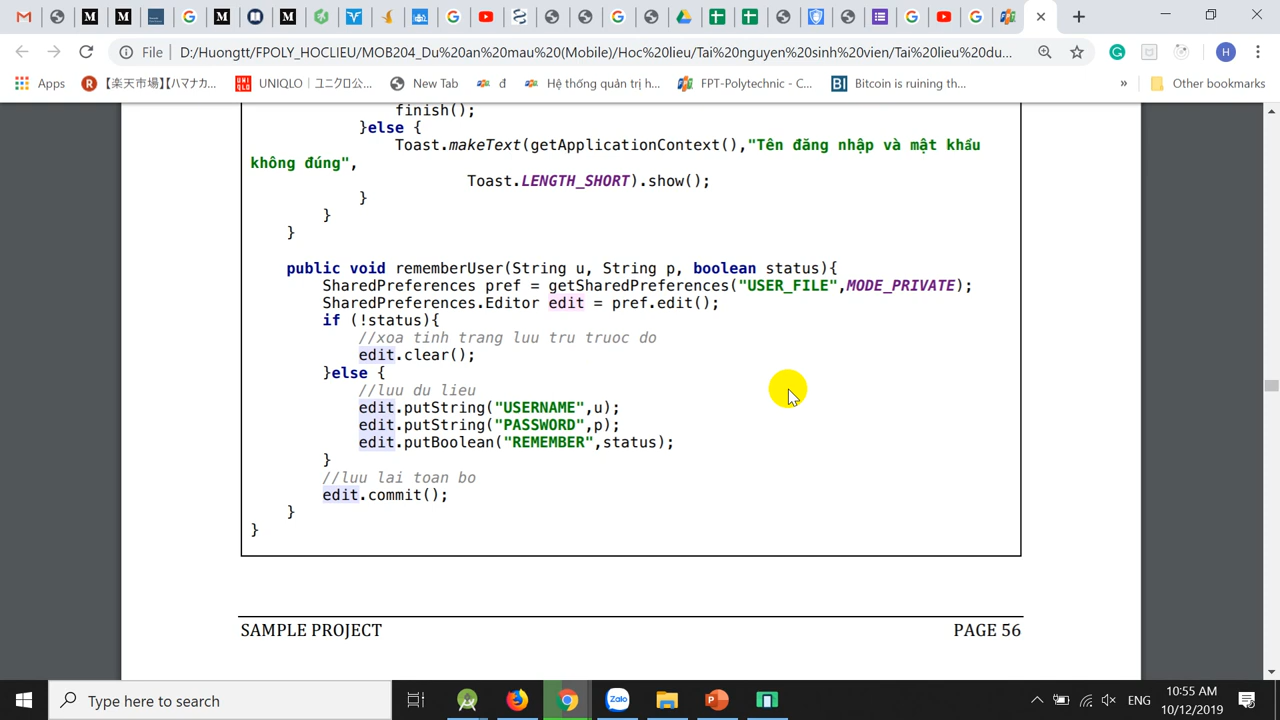 File D:/Huongtt/FPOLY_HOCLIEU/MOB204_Du%20an%20mau%20(Mobile)/Hoc%20lieu/Tai%20nguyen%20sinh%20vien/Tai%20lieu%20du...
Apps 【楽天市場】【ハマナカ... UNIQLO｜ユニクロ公... New Tab đ Hệ thống quản trị h... FPT-Polytechnic - C... Bitcoin is ruining th... » Other bookmarks
finish();
}else {
Toast.makeText(getApplicationContext(),"Tên đăng nhập và mật khẩu
không đúng",
Toast.LENGTH_SHORT).show();
}
}
}
public void rememberUser(String u, String p, boolean status){
SharedPreferences pref = getSharedPreferences("USER_FILE",MODE_PRIVATE);
SharedPreferences.Editor edit = pref.edit();
if (!status){
//xoa tinh trang luu tru truoc do
edit.clear();
}else {
//luu du lieu
edit.putString("USERNAME",u);
edit.putString("PASSWORD",p);
edit.putBoolean("REMEMBER",status);
}
//luu lai toan bo
edit.commit();
}
}
SAMPLE PROJECT PAGE 56
Type here to search
ENG
10:55 AM
10/12/2019